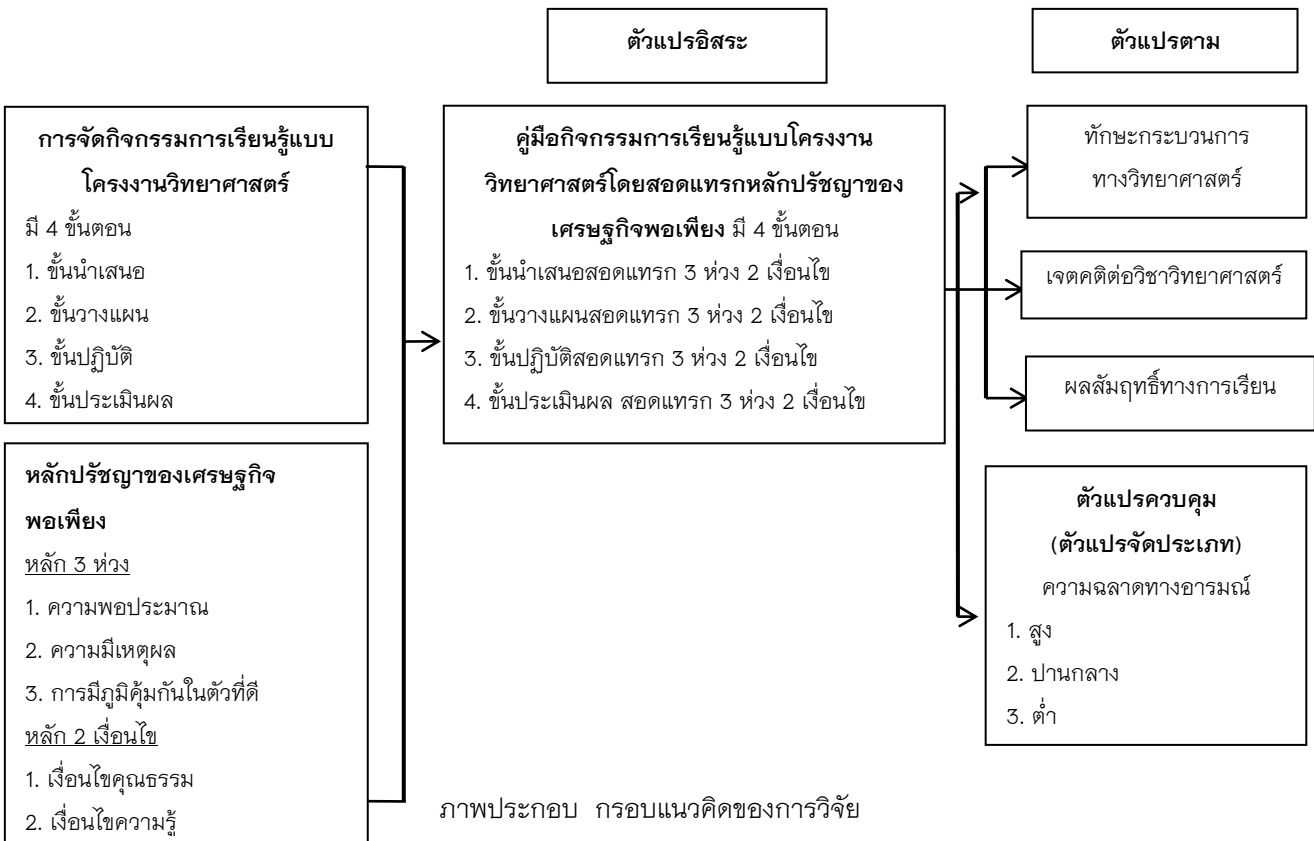 ตัวแปรอิสระ
ตัวแปรตาม
การจัดกิจกรรมการเรียนรู้แบบ
โครงงานวิทยาศาสตร์
มี 4 ขั้นตอน
1. ขั้นนำเสนอ
2. ขั้นวางแผน
3. ขั้นปฏิบัติ
4. ขั้นประเมินผล
หลักปรัชญาของเศรษฐกิจ
พอเพียง
หลัก 3 ห่วง
1. ความพอประมาณ
2. ความมีเหตุผล
3. การมีภูมิคุ้มกันในตัวที่ดี
หลัก 2 เงื่อนไข
1. เงื่อนไขคุณธรรม
2. เงื่อนไขความรู้
คู่มือกิจกรรมการเรียนรู้แบบโครงงาน
วิทยาศาสตร์โดยสอดแทรกหลักปรัชญาของ
เศรษฐกิจพอเพียง มี 4 ขั้นตอน
1. ขั้นนำเสนอสอดแทรก 3 ห่วง 2 เงื่อนไข
2. ขั้นวางแผนสอดแทรก 3 ห่วง 2 เงื่อนไข
3. ขั้นปฏิบัติสอดแทรก 3 ห่วง 2 เงื่อนไข
4. ขั้นประเมินผล สอดแทรก 3 ห่วง 2 เงื่อนไข
ทักษะกระบวนการ
ทางวิทยาศาสตร์
เจตคติต่อวิชาวิทยาศาสตร์
ผลสัมฤทธิ์ทางการเรียน
ตัวแปรควบคุม
(ตัวแปรจัดประเภท)
ความฉลาดทางอารมณ์
1. สูง
2. ปานกลาง
3. ต่ำ
ภาพประกอบ กรอบแนวคิดของการวิจัย